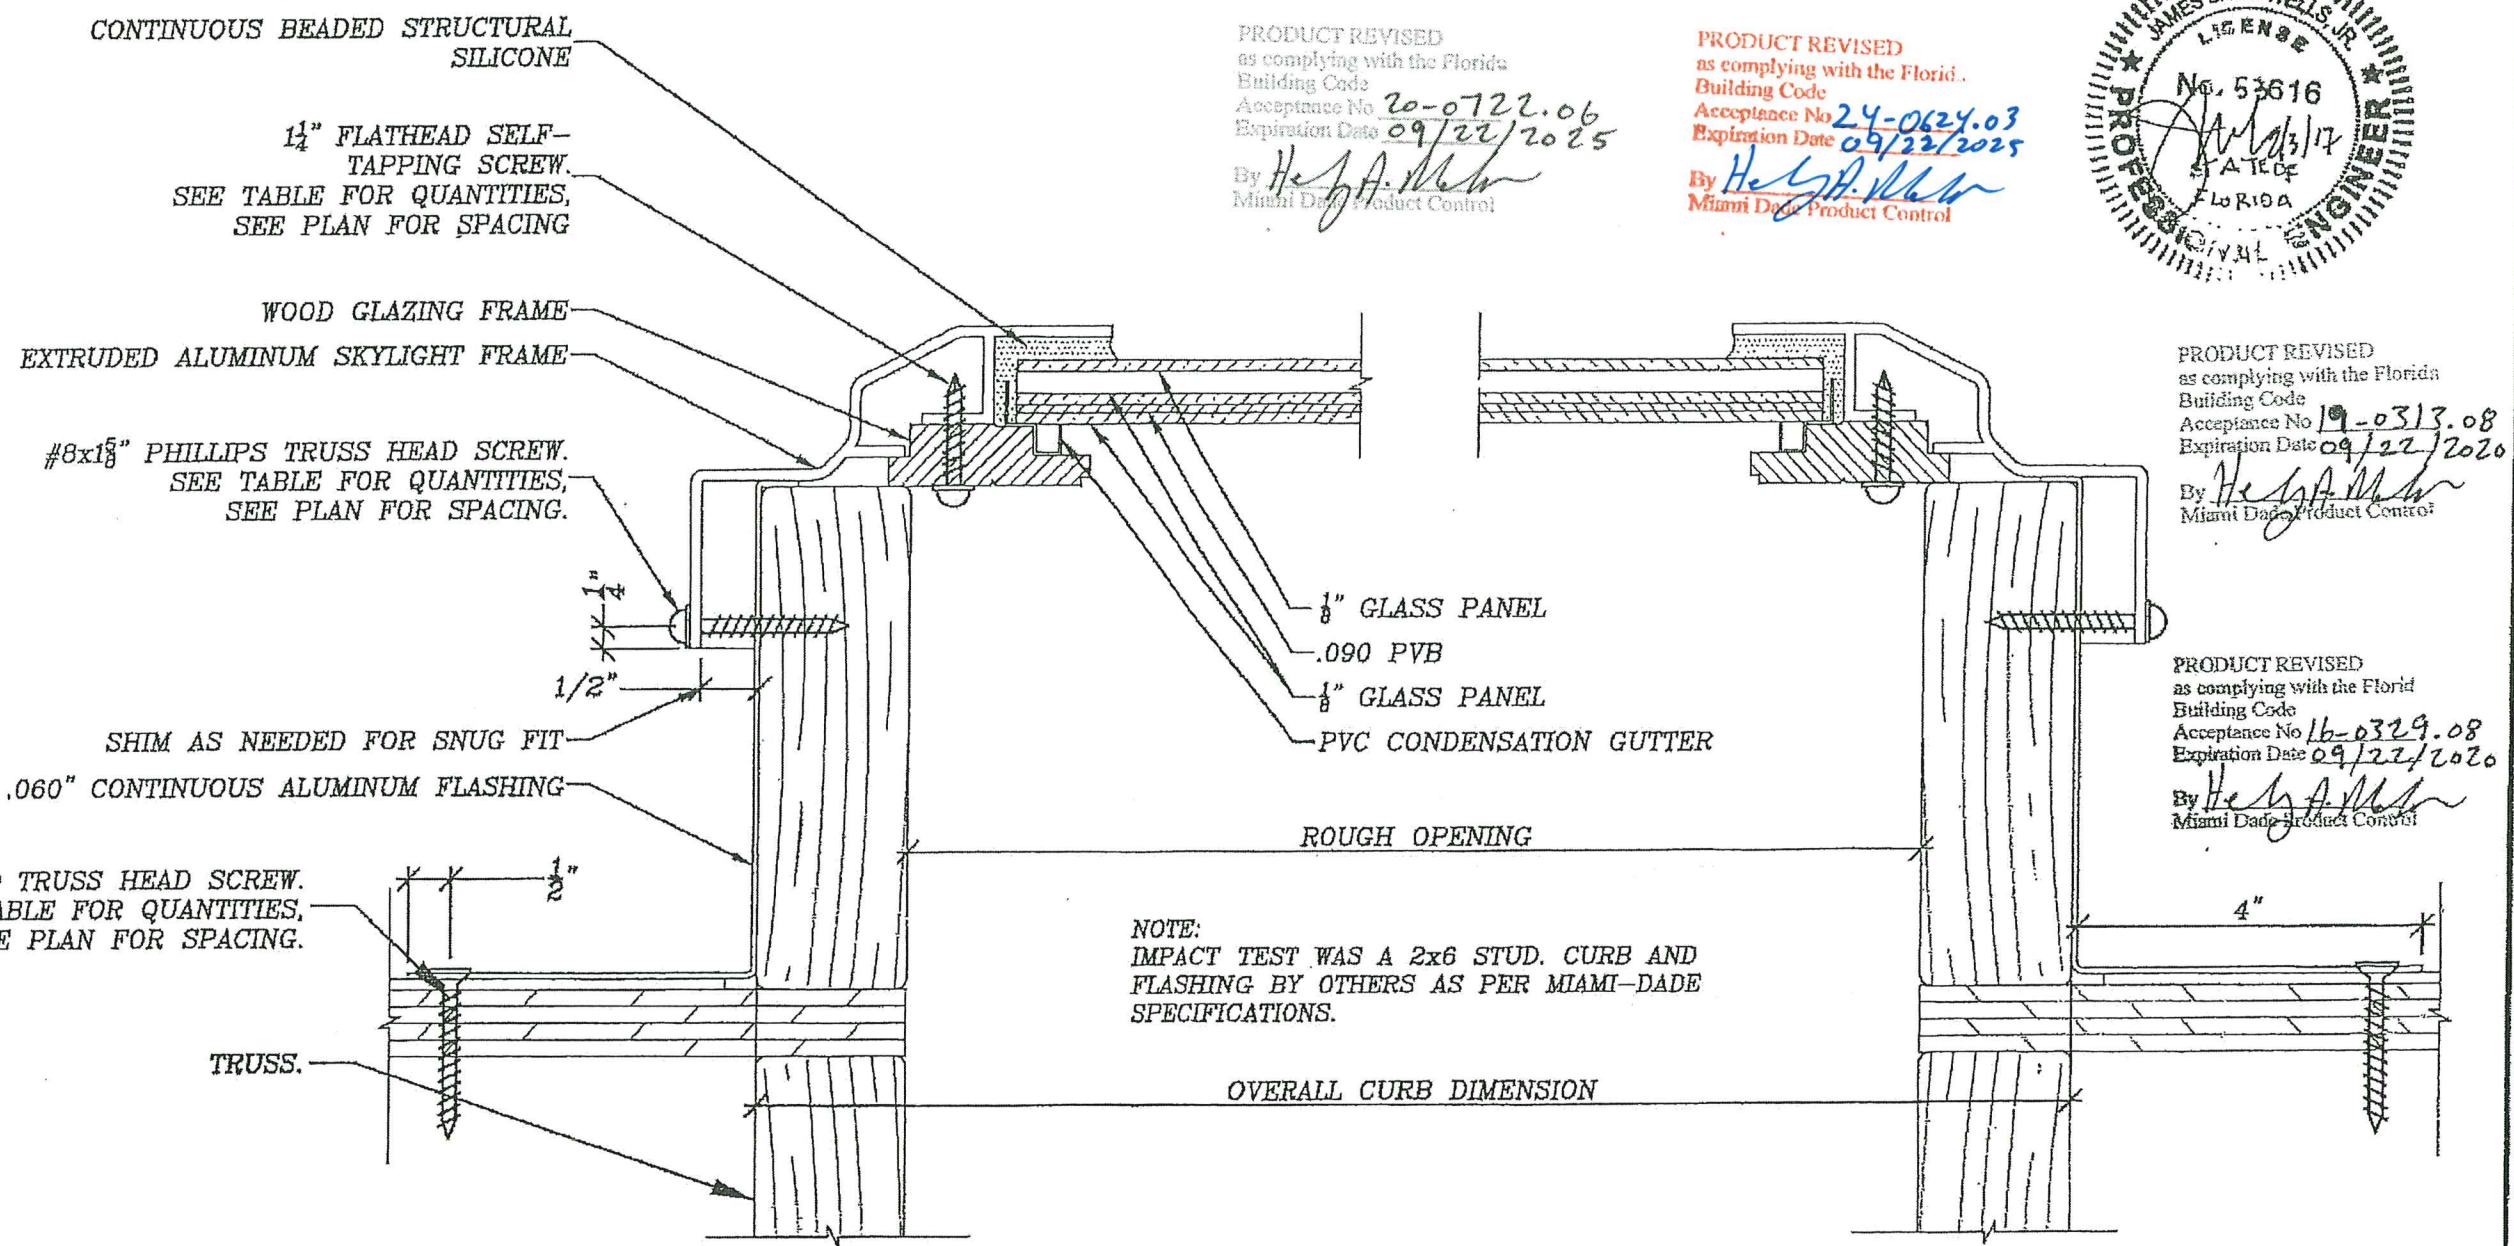 CONTINUOUS BEADED STRUCTURAL
SILICONE
1 1/4" FLATHEAD SELF-
TAPPING SCREW.
SEE TABLE FOR QUANTITIES,
SEE PLAN FOR SPACING
WOOD GLAZING FRAME
EXTRUDED ALUMINUM SKYLIGHT FRAME
#8x1 5/8" PHILLIPS TRUSS HEAD SCREW.
SEE TABLE FOR QUANTITIES,
SEE PLAN FOR SPACING.
1/4"
1/2"
SHIM AS NEEDED FOR SNUG FIT
.060" CONTINUOUS ALUMINUM FLASHING
TRUSS HEAD SCREW.
ABLE FOR QUANTITIES,
E PLAN FOR SPACING.
1/2"
TRUSS.
1/8" GLASS PANEL
.090 PVB
1/8" GLASS PANEL
PVC CONDENSATION GUTTER
ROUGH OPENING
NOTE:
IMPACT TEST WAS A 2x6 STUD. CURB AND
FLASHING BY OTHERS AS PER MIAMI-DADE
SPECIFICATIONS.
OVERALL CURB DIMENSION
4"
PRODUCT REVISED
as complying with the Florida
Building Code
Acceptance No 20-0722.06
Expiration Date 09/22/2025
By
Miami Dade Product Control
PRODUCT REVISED
as complying with the Florid
Building Code
Acceptance No 24-0624.03
Expiration Date 09/22/2025
By
Miami Dade Product Control
JAMES
JR.
LICENSE
No. 53616
STATE OF
FLORIDA
CIVIL
PROFESSIONAL ENGINEER
PRODUCT REVISED
as complying with the Florida
Building Code
Acceptance No 19-0313.08
Expiration Date 09/22/2020
By
Miami Dade Product Control
PRODUCT REVISED
as complying with the Florid
Building Code
Acceptance No 16-0329.08
Expiration Date 09/22/2020
By
Miami Dade Product Control